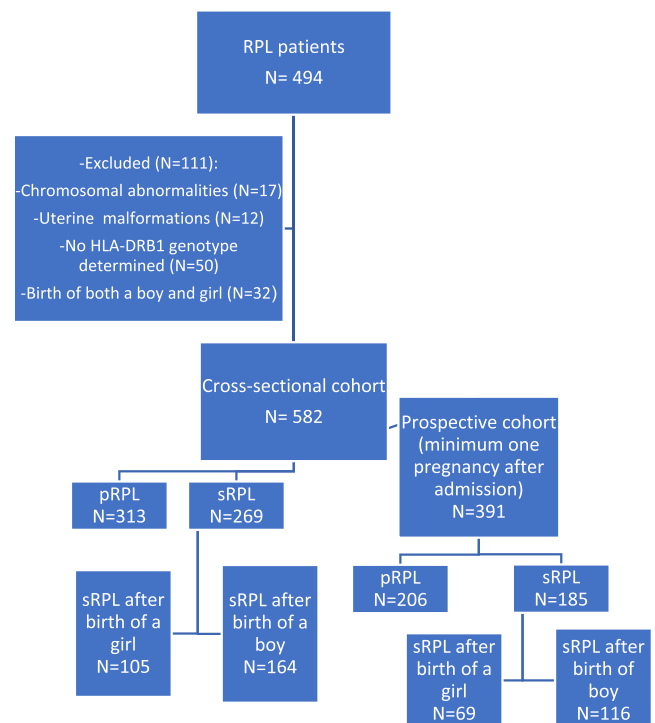 RPL patients
N= 494
-Excluded (N=111):
-Chromosomal abnormalities (N=17)
-Uterine malformations (N=12)
-No HLA-DRB1 genotype
determined (N=50)
-Birth of both a boy and girl (N=32)
Cross-sectional cohort
N= 582
Prospective cohort
(minimum one
pregnancy after
admission)
N=391
pRPL
N=313
sRPL
N=269
sRPL after
birth of a
girl
N=105
sRPL after
birth of a
boy
N=164
pRPL
N=206
sRPL
N=185
sRPL after
birth of a
girl
N=69
sRPL after
birth of
boy
N=116